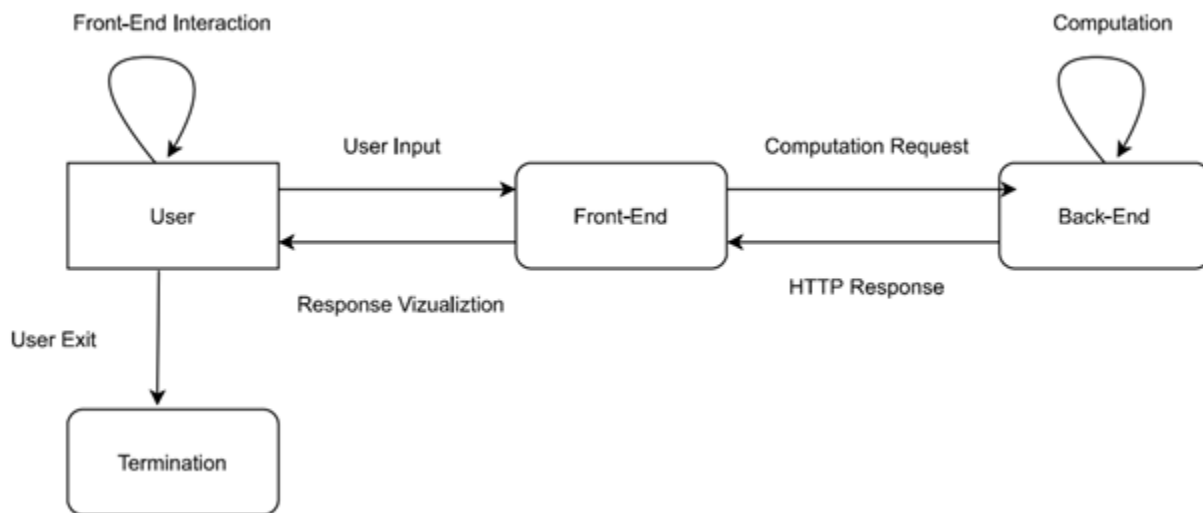 Front-End Interaction
Computation
User Input
Computation Request
User
Front-End
Back-End
Response Vizualiztion
HTTP Response
User Exit
Termination